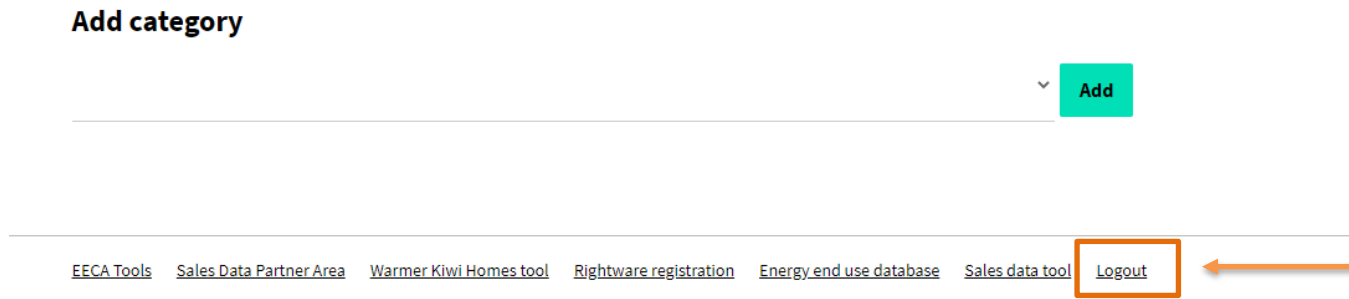 Add category
Add
EECA Tools Sales Data Partner Area Warmer Kiwi Homes tool Rightware registration Energy end use database Sales data tool Logout